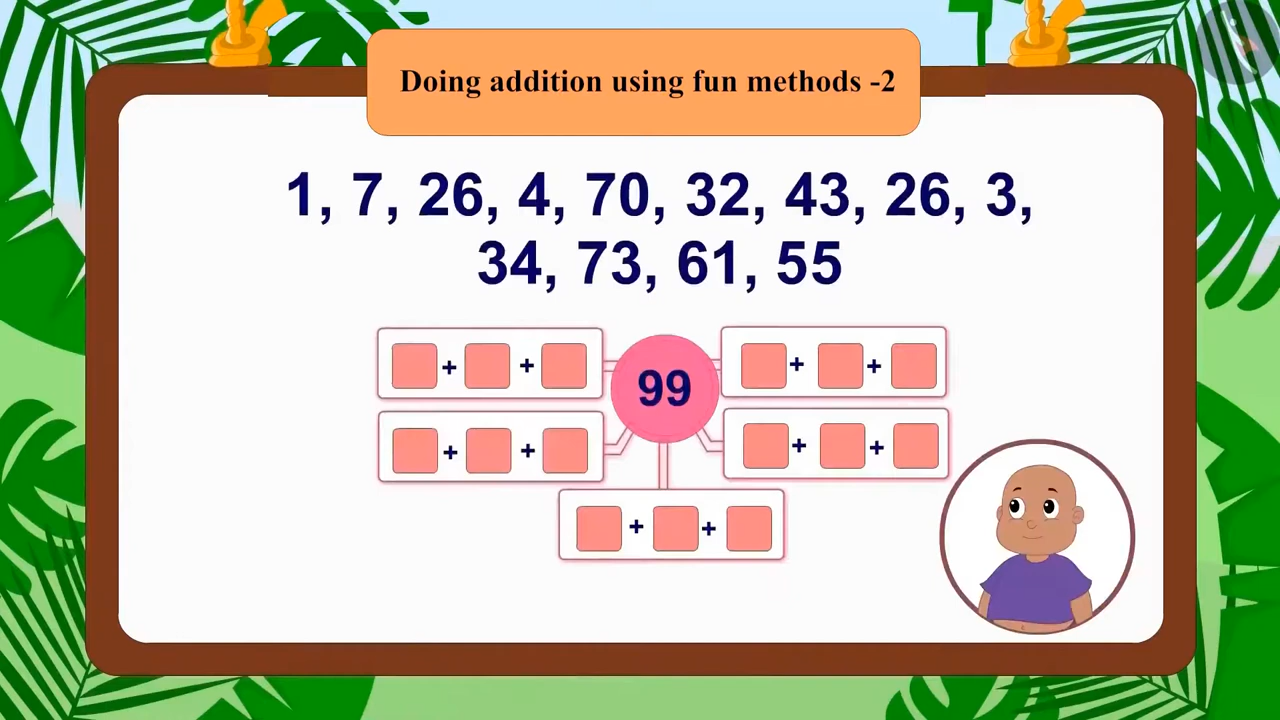 Doing addition using fun methods -2
1, 7, 26, 4, 70, 32, 43, 26, 3,
34, 73, 61, 55
+ + 99 + +
+ + + +
+ +